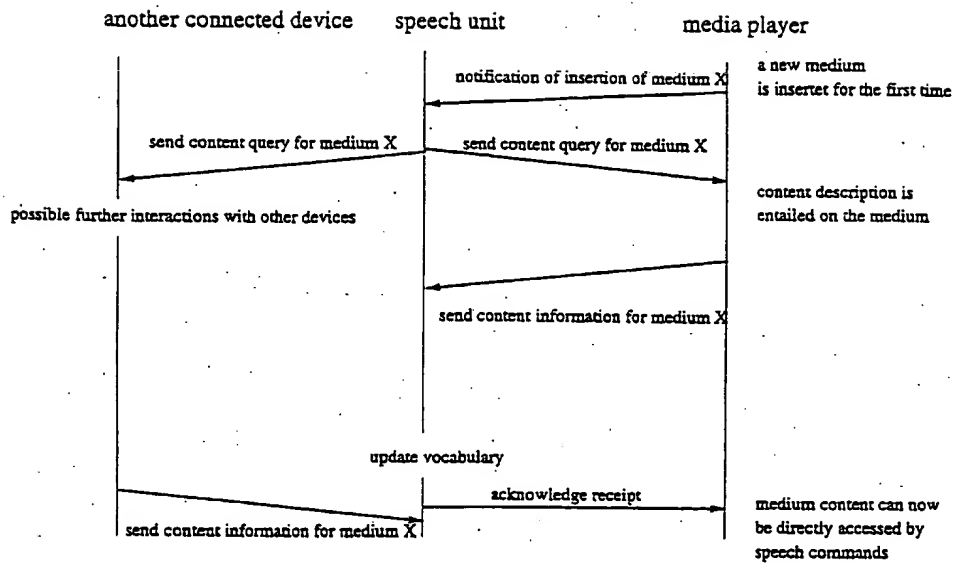 another connected device
speech unit
media player
notification of insertion of medium X
a new medium
is insertet for the first time
send content query for medium X
send content query for medium X
possible further interactions with other devices
content description is
entailed on the medium
send content information for medium X
update vocabulary
acknowledge receipt
send content information for medium X
medium content can now
be directly accessed by
speech commands